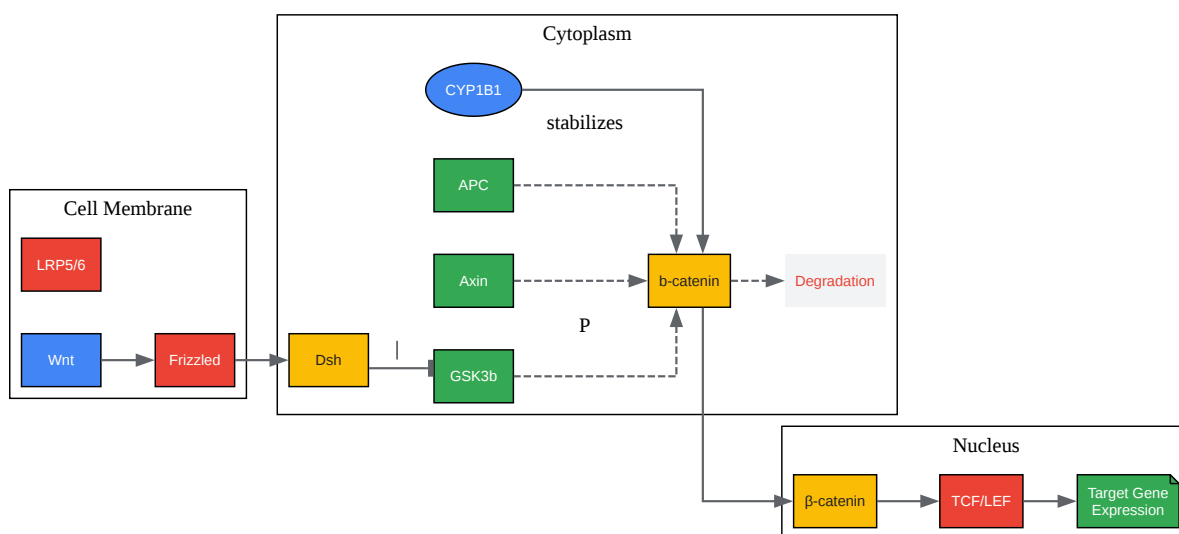 Cytoplasm
CYP1B1
stabilizes
APC
Cell Membrane
LRP5/6
Axin
b-catenin
Degradation
P
Wnt
Frizzled
Dsh
|
GSK3b
Nucleus
β-catenin
TCF/LEF
Target Gene
Expression